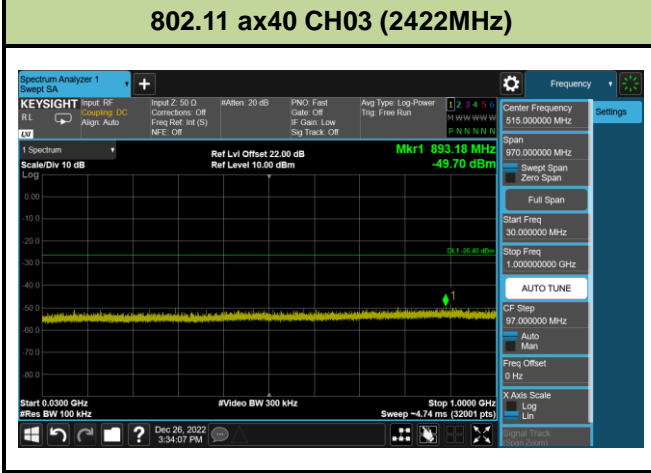 802.11 ax40 CH03 (2422MHz)
Spectrum Analyzer 1
Swept SA
+
Frequency
KEYSIGHT
RL
LXI
Input: RF
Coupling: DC
Align: Auto
Input Z: 50 Ω
Corrections: Off
Freq Ref: Int (S)
NFE: Off
#Atten: 20 dB
PNO: Fast
Gate: Off
IF Gain: Low
Sig Track: Off
Avg Type: Log-Power
Trig: Free Run
1 2 3 4 5 6
M W W W W W
P N N N N N
1 Spectrum
Scale/Div 10 dB
Log
Ref Lvl Offset 22.00 dB
Ref Level 10.00 dBm
Mkr1 893.18 MHz
-49.70 dBm
0.00
-10.0
-20.0
-30.0
-40.0
-50.0
-60.0
-70.0
-80.0
DL1 -26.40 dBm
1
Start 0.0300 GHz
#Res BW 100 kHz
#Video BW 300 kHz
Stop 1.0000 GHz
Sweep ~4.74 ms (32001 pts)
Center Frequency
515.000000 MHz
Span
970.000000 MHz
Swept Span
Zero Span
Full Span
Start Freq
30.000000 MHz
Stop Freq
1.000000000 GHz
AUTO TUNE
CF Step
97.000000 MHz
Auto
Man
Freq Offset
0 Hz
X Axis Scale
Log
Lin
Signal Track
(Span Zoom)
Settings
?
Dec 26, 2022
3:34:07 PM